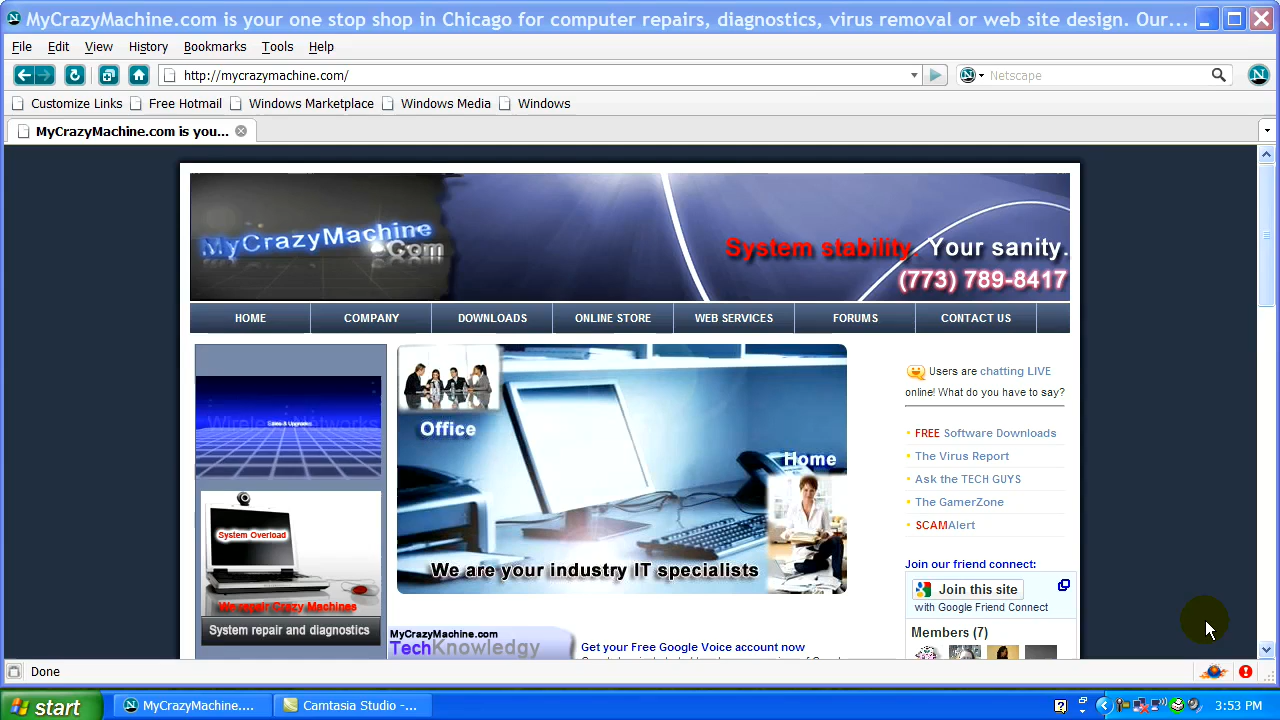 MyCrazyMachine.com is your one stop shop in Chicago for computer repairs, diagnostics, virus removal or web site design. Our...
File Edit View History Bookmarks Tools Help
http://mycrazymachine.com/
Netscape
Customize Links Free Hotmail Windows Marketplace Windows Media Windows
MyCrazyMachine.com is you...
MyCrazyMachine
.Com
System stability. Your sanity.
(773) 789-8417
HOME COMPANY DOWNLOADS ONLINE STORE WEB SERVICES FORUMS CONTACT US
Wireless Networks
Sales & Upgrades
System Overload
We repair Crazy Machines
System repair and diagnostics
Office
Home
We are your industry IT specialists
MyCrazyMachine.com
TechKnowledgy
Get your Free Google Voice account now
Users are chatting LIVE
online! What do you have to say?
FREE Software Downloads
The Virus Report
Ask the TECH GUYS
The GamerZone
SCAMAlert
Join our friend connect:
Join this site
with Google Friend Connect
Members (7)
Done
start MyCrazyMachine.... Camtasia Studio -... 3:53 PM